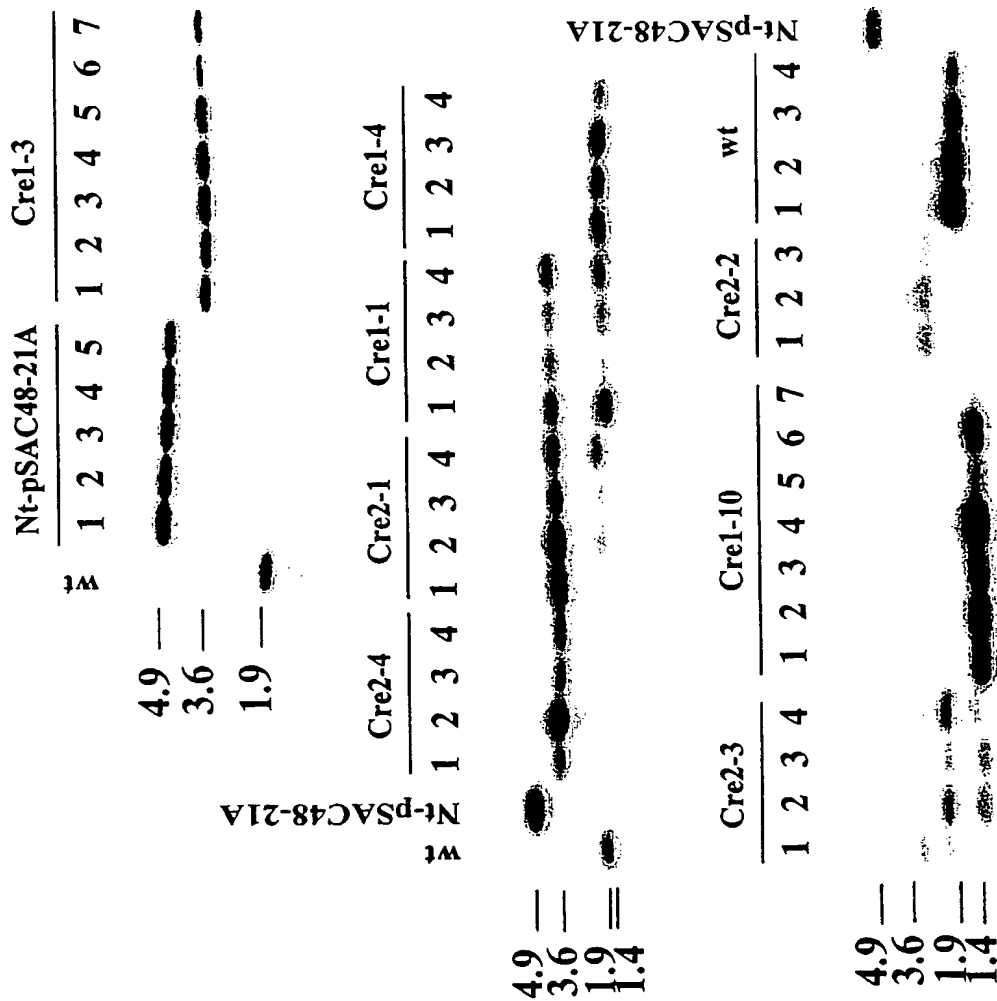 Nt-pSAC48-21A Cre1-3
wt 1 2 3 4 5 1 2 3 4 5 6 7
4.9
3.6
1.9
Nt-pSAC48-21A Cre2-4 Cre2-1 Cre1-1 Cre1-4
wt 1 2 3 4 1 2 3 4 1 2 3 4 1 2 3 4
4.9
3.6
1.9
1.4
Cre2-3 Cre1-10 Cre2-2 wt Nt-pSAC48-21A
1 2 3 4 1 2 3 4 5 6 7 1 2 3 1 2 3 4
4.9
3.6
1.9
1.4